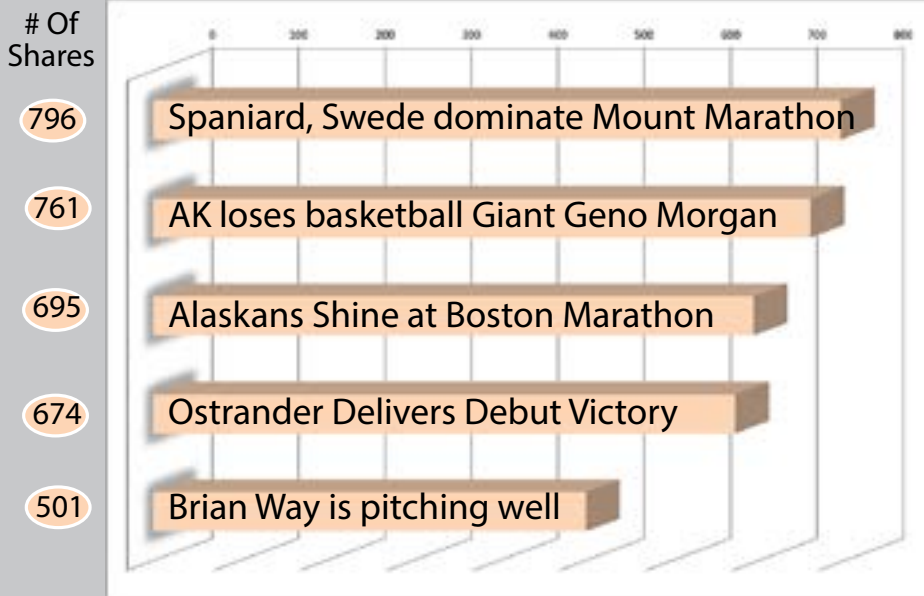 # Of
Shares
0 100 200 300 400 500 600 700 800
796
Spaniard, Swede dominate Mount Marathon
761
AK loses basketball Giant Geno Morgan
695
Alaskans Shine at Boston Marathon
674
Ostrander Delivers Debut Victory
501
Brian Way is pitching well